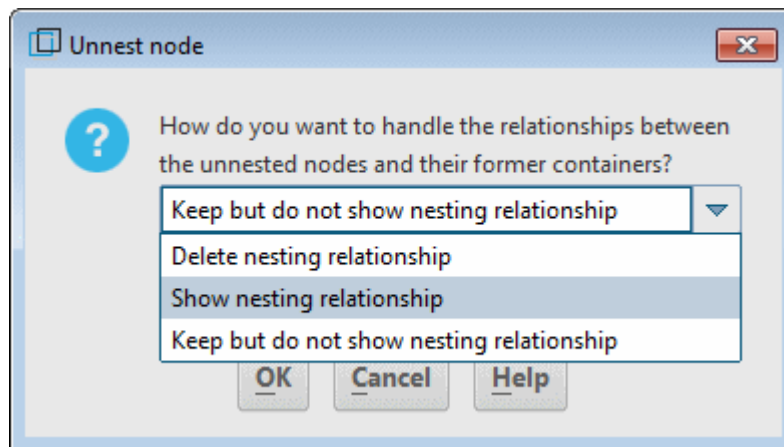 Unnest node
How do you want to handle the relationships between
the unnested nodes and their former containers?
Keep but do not show nesting relationship
Delete nesting relationship
Show nesting relationship
Keep but do not show nesting relationship
OK Cancel Help